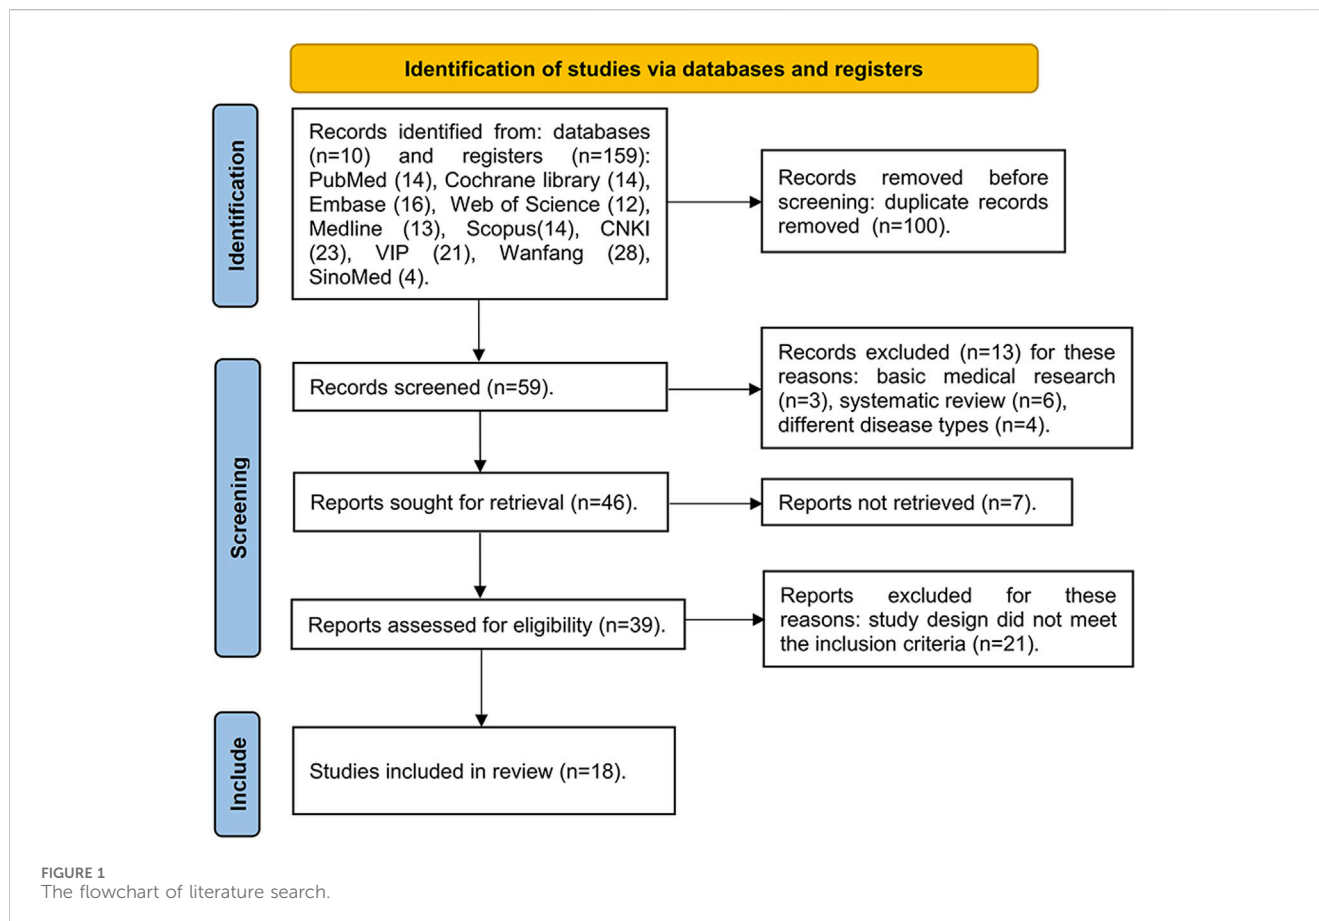 Identification of studies via databases and registers
Identification
Records identified from: databases
(n=10) and registers (n=159):
PubMed (14), Cochrane library (14),
Embase (16), Web of Science (12),
Medline (13), Scopus(14), CNKI
(23), VIP (21), Wanfang (28),
SinoMed (4).
Records removed before
screening: duplicate records
removed (n=100).
Screening
Records screened (n=59).
Records excluded (n=13) for these
reasons: basic medical research
(n=3), systematic review (n=6),
different disease types (n=4).
Reports sought for retrieval (n=46).
Reports not retrieved (n=7).
Reports assessed for eligibility (n=39).
Reports excluded for these
reasons: study design did not meet
the inclusion criteria (n=21).
Include
Studies included in review (n=18).
FIGURE 1
The flowchart of literature search.